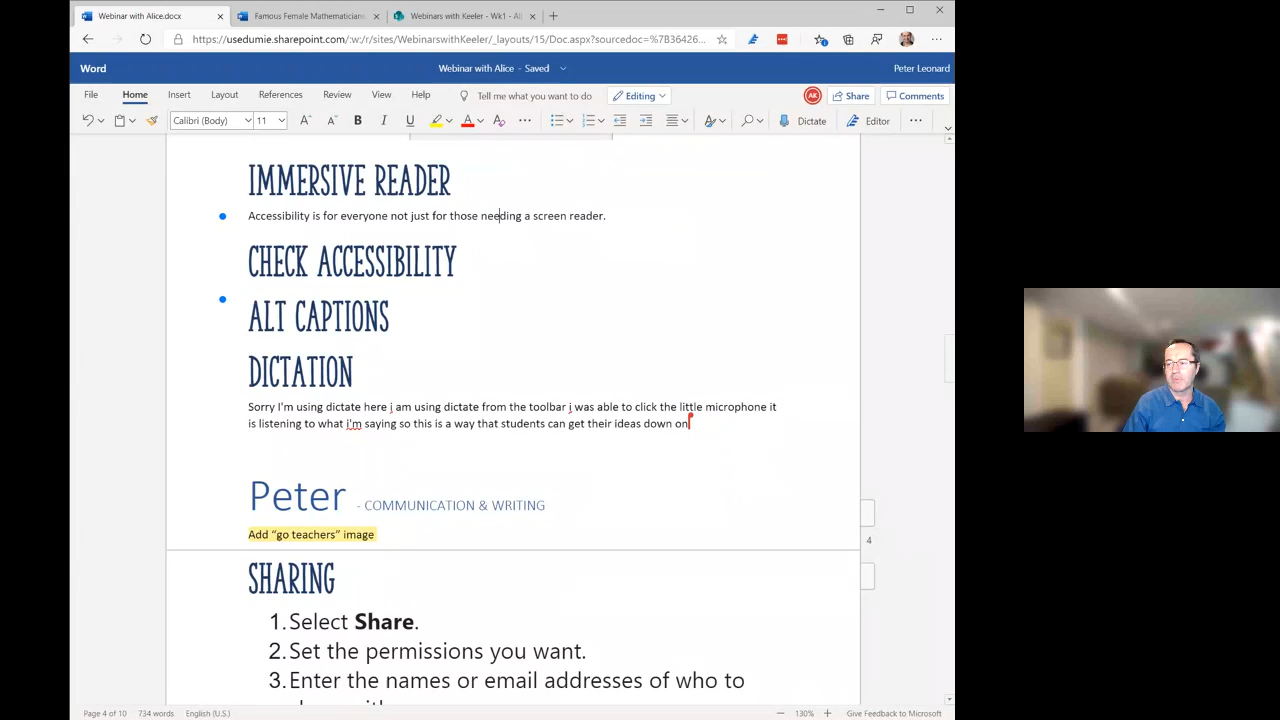 Webinar with Alice.docx
Famous Female Mathematicians
Webinars with Keeler - Wk1 - Al
https://usedumie.sharepoint.com/:w:/r/sites/WebinarswithKeeler/_layouts/15/Doc.aspx?sourcedoc=%7B36426...
Word
Webinar with Alice - Saved
Peter Leonard
File Home Insert Layout References Review View Help Tell me what you want to do Editing AK Share Comments
Calibri (Body) 11 B I U A Dictate Editor
IMMERSIVE READER
Accessibility is for everyone not just for those needing a screen reader.
CHECK ACCESSIBILITY
ALT CAPTIONS
DICTATION
Sorry I'm using dictate here i am using dictate from the toolbar i was able to click the little microphone it
is listening to what i'm saying so this is a way that students can get their ideas down on
Peter - COMMUNICATION & WRITING
Add “go teachers” image
4
SHARING
1. Select Share.
2. Set the permissions you want.
3. Enter the names or email addresses of who to
Page 4 of 10 734 words English (U.S.) 130% Give Feedback to Microsoft